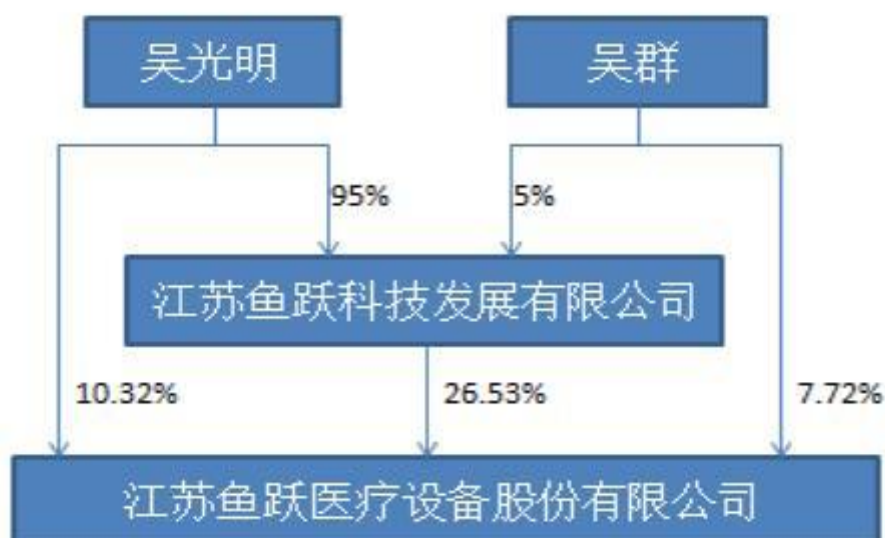 吴光明
吴群
95%
5%
江苏鱼跃科技发展有限公司
10.32%
26.53%
7.72%
江苏鱼跃医疗设备股份有限公司